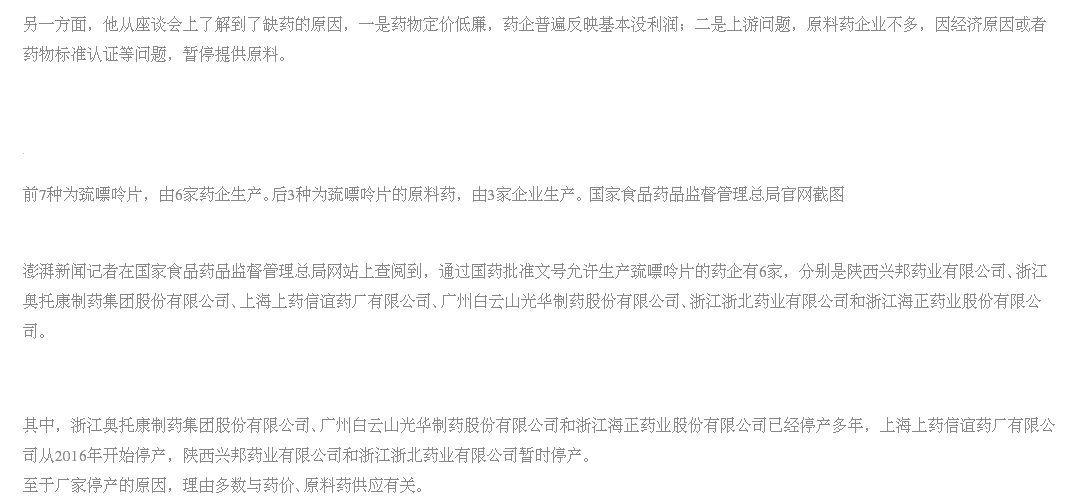 另一方面，他从座谈会上了解到了缺药的原因，一是药物定价低廉，药企普遍反映基本没利润；二是上游问题，原料药企业不多，因经济原因或者
药物标准认证等问题，暂停提供原料。
前7种为巯嘌呤片，由6家药企生产。后3种为巯嘌呤片的原料药，由3家企业生产。国家食品药品监督管理总局官网截图
澎湃新闻记者在国家食品药品监督管理总局网站上查阅到，通过国药批准文号允许生产巯嘌呤片的药企有6家，分别是陕西兴邦药业有限公司、浙江
奥托康制药集团股份有限公司、上海上药信谊药厂有限公司、广州白云山光华制药股份有限公司、浙江浙北药业有限公司和浙江海正药业股份有限公
司。
其中，浙江奥托康制药集团股份有限公司、广州白云山光华制药股份有限公司和浙江海正药业股份有限公司已经停产多年，上海上药信谊药厂有限公
司从2016年开始停产，陕西兴邦药业有限公司和浙江浙北药业有限公司暂时停产。
至于厂家停产的原因，理由多数与药价、原料药供应有关。